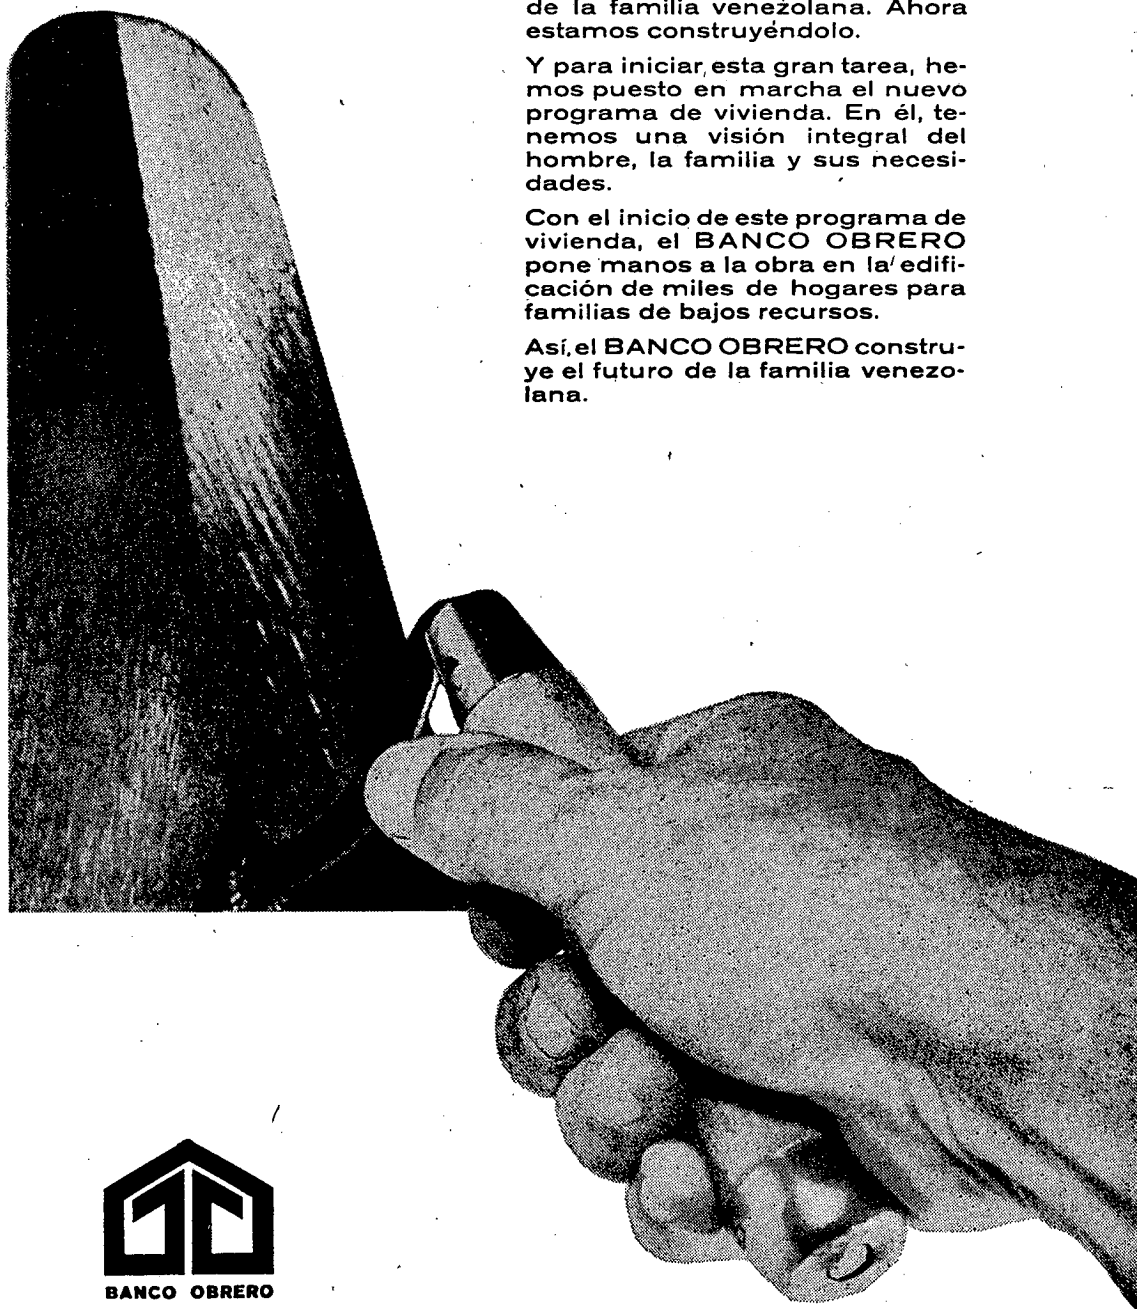 de la familia venezolana. Ahora
estamos construyéndolo.
Y para iniciar esta gran tarea, he-
mos puesto en marcha el nuevo
programa de vivienda. En él, te-
nemos una visión integral del
hombre, la familia y sus necesi-
dades.
Con el inicio de este programa de
vivienda, el BANCO OBRERO
pone manos a la obra en la edifi-
cación de miles de hogares para
familias de bajos recursos.
Así, el BANCO OBRERO constru-
ye el futuro de la familia venezo-
lana.
BANCO OBRERO